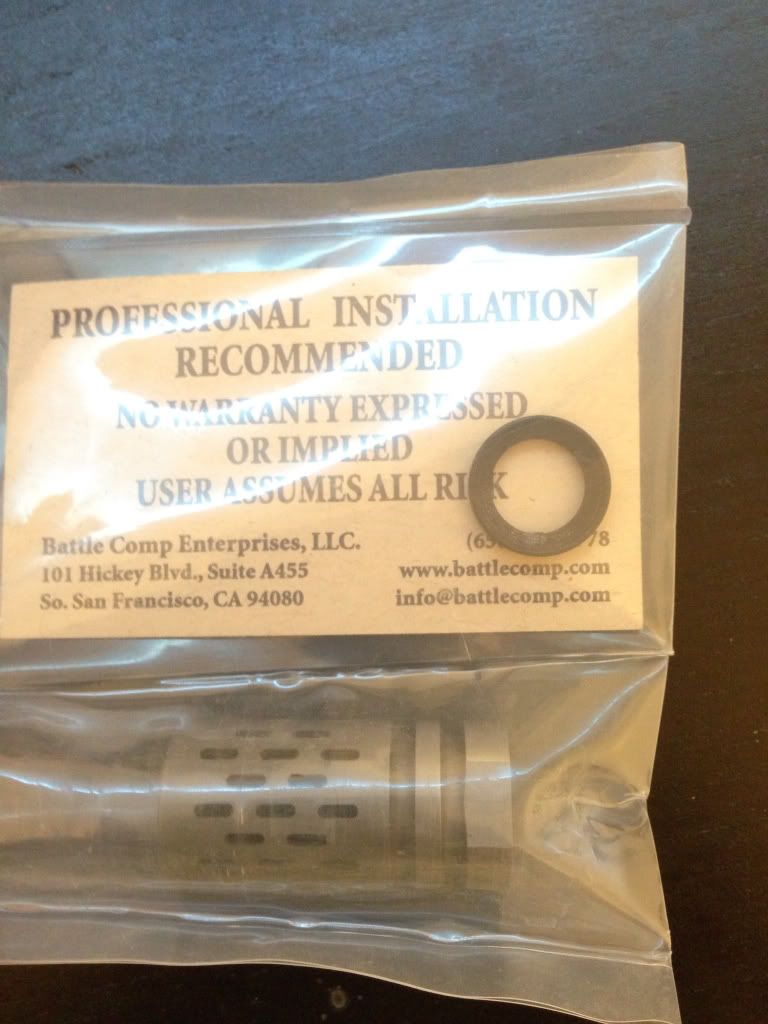 PROFESSIONAL INSTALLATION
RECOMMENDED
NO WARRANTY EXPRESSED
OR IMPLIED
USER ASSUMES ALL RISK
Battle Comp Enterprises, LLC.
101 Hickey Blvd., Suite A455
So. San Francisco, CA 94080
www.battlecomp.com
info@battlecomp.com